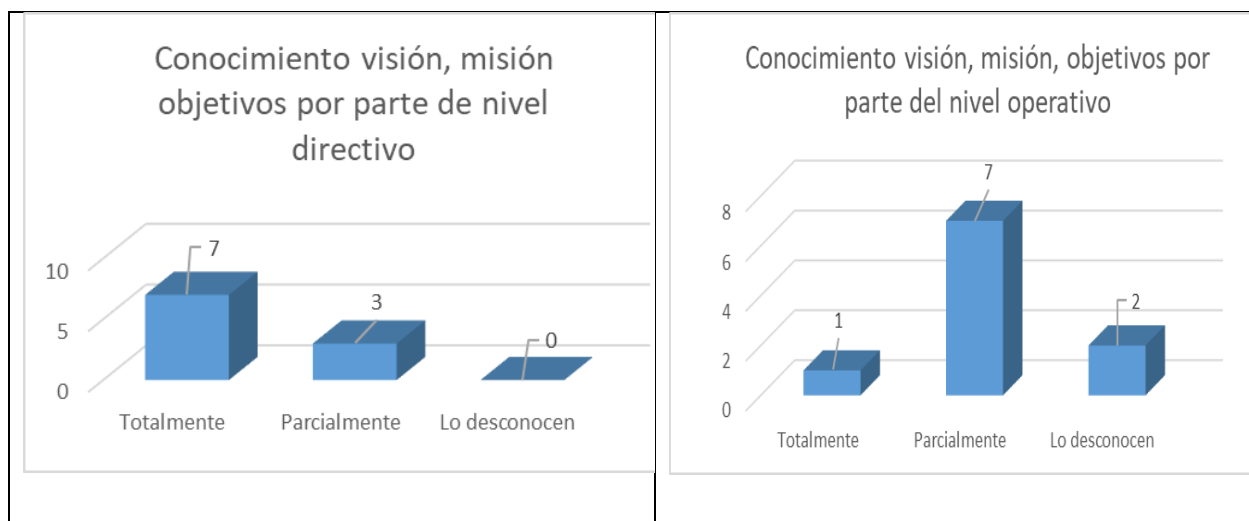 Conocimiento visión, misión
objetivos por parte de nivel
directivo
10
5
0
7
3
0
Totalmente
Parcialmente
Lo desconocen
Conocimiento visión, misión, objetivos por
parte del nivel operativo
8
6
4
2
0
1
7
2
Totalmente
Parcialmente
Lo desconocen